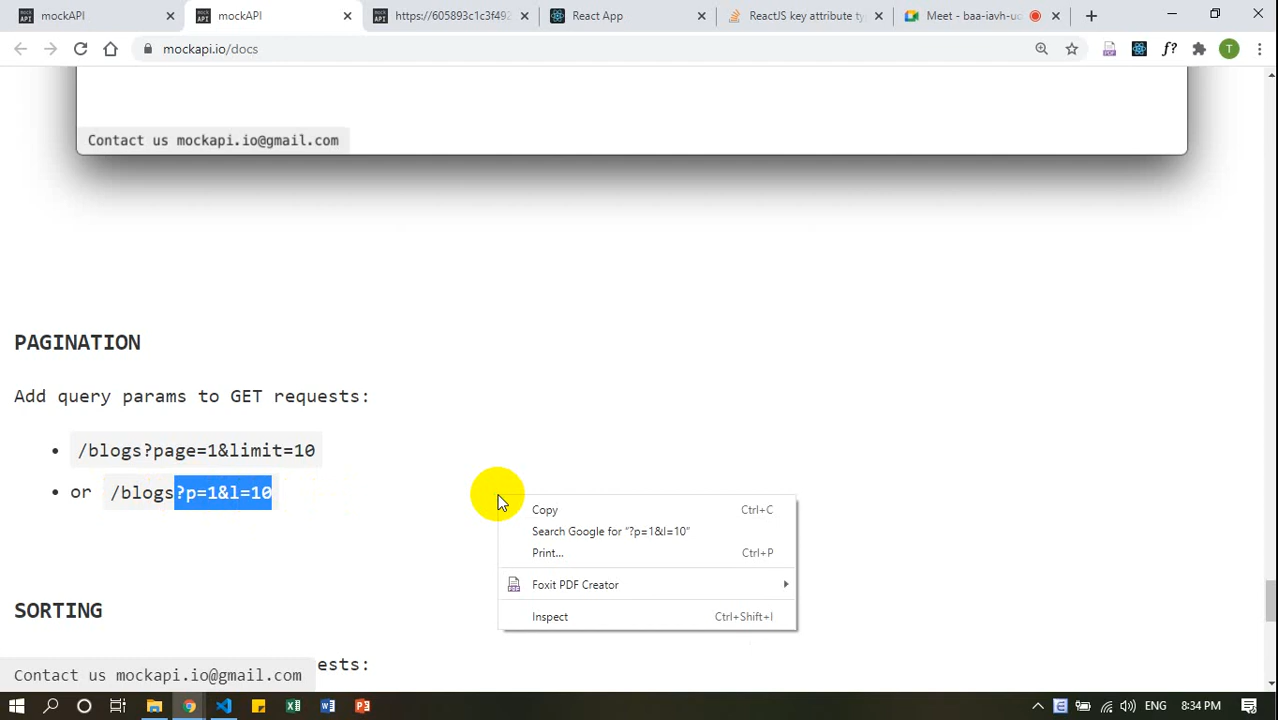 mockAPI
mockAPI
https://605893c1c3f492
React App
ReactJS key attribute ty
Meet - baa-iavh-uc
mockapi.io/docs
Contact us mockapi.io@gmail.com
PAGINATION
Add query params to GET requests:
/blogs?page=1&limit=10
or /blogs?p=1&l=10
Copy Ctrl+C
Search Google for “?p=1&l=10”
Print... Ctrl+P
Foxit PDF Creator
Inspect Ctrl+Shift+I
SORTING
ests:
Contact us mockapi.io@gmail.com
ENG 8:34 PM